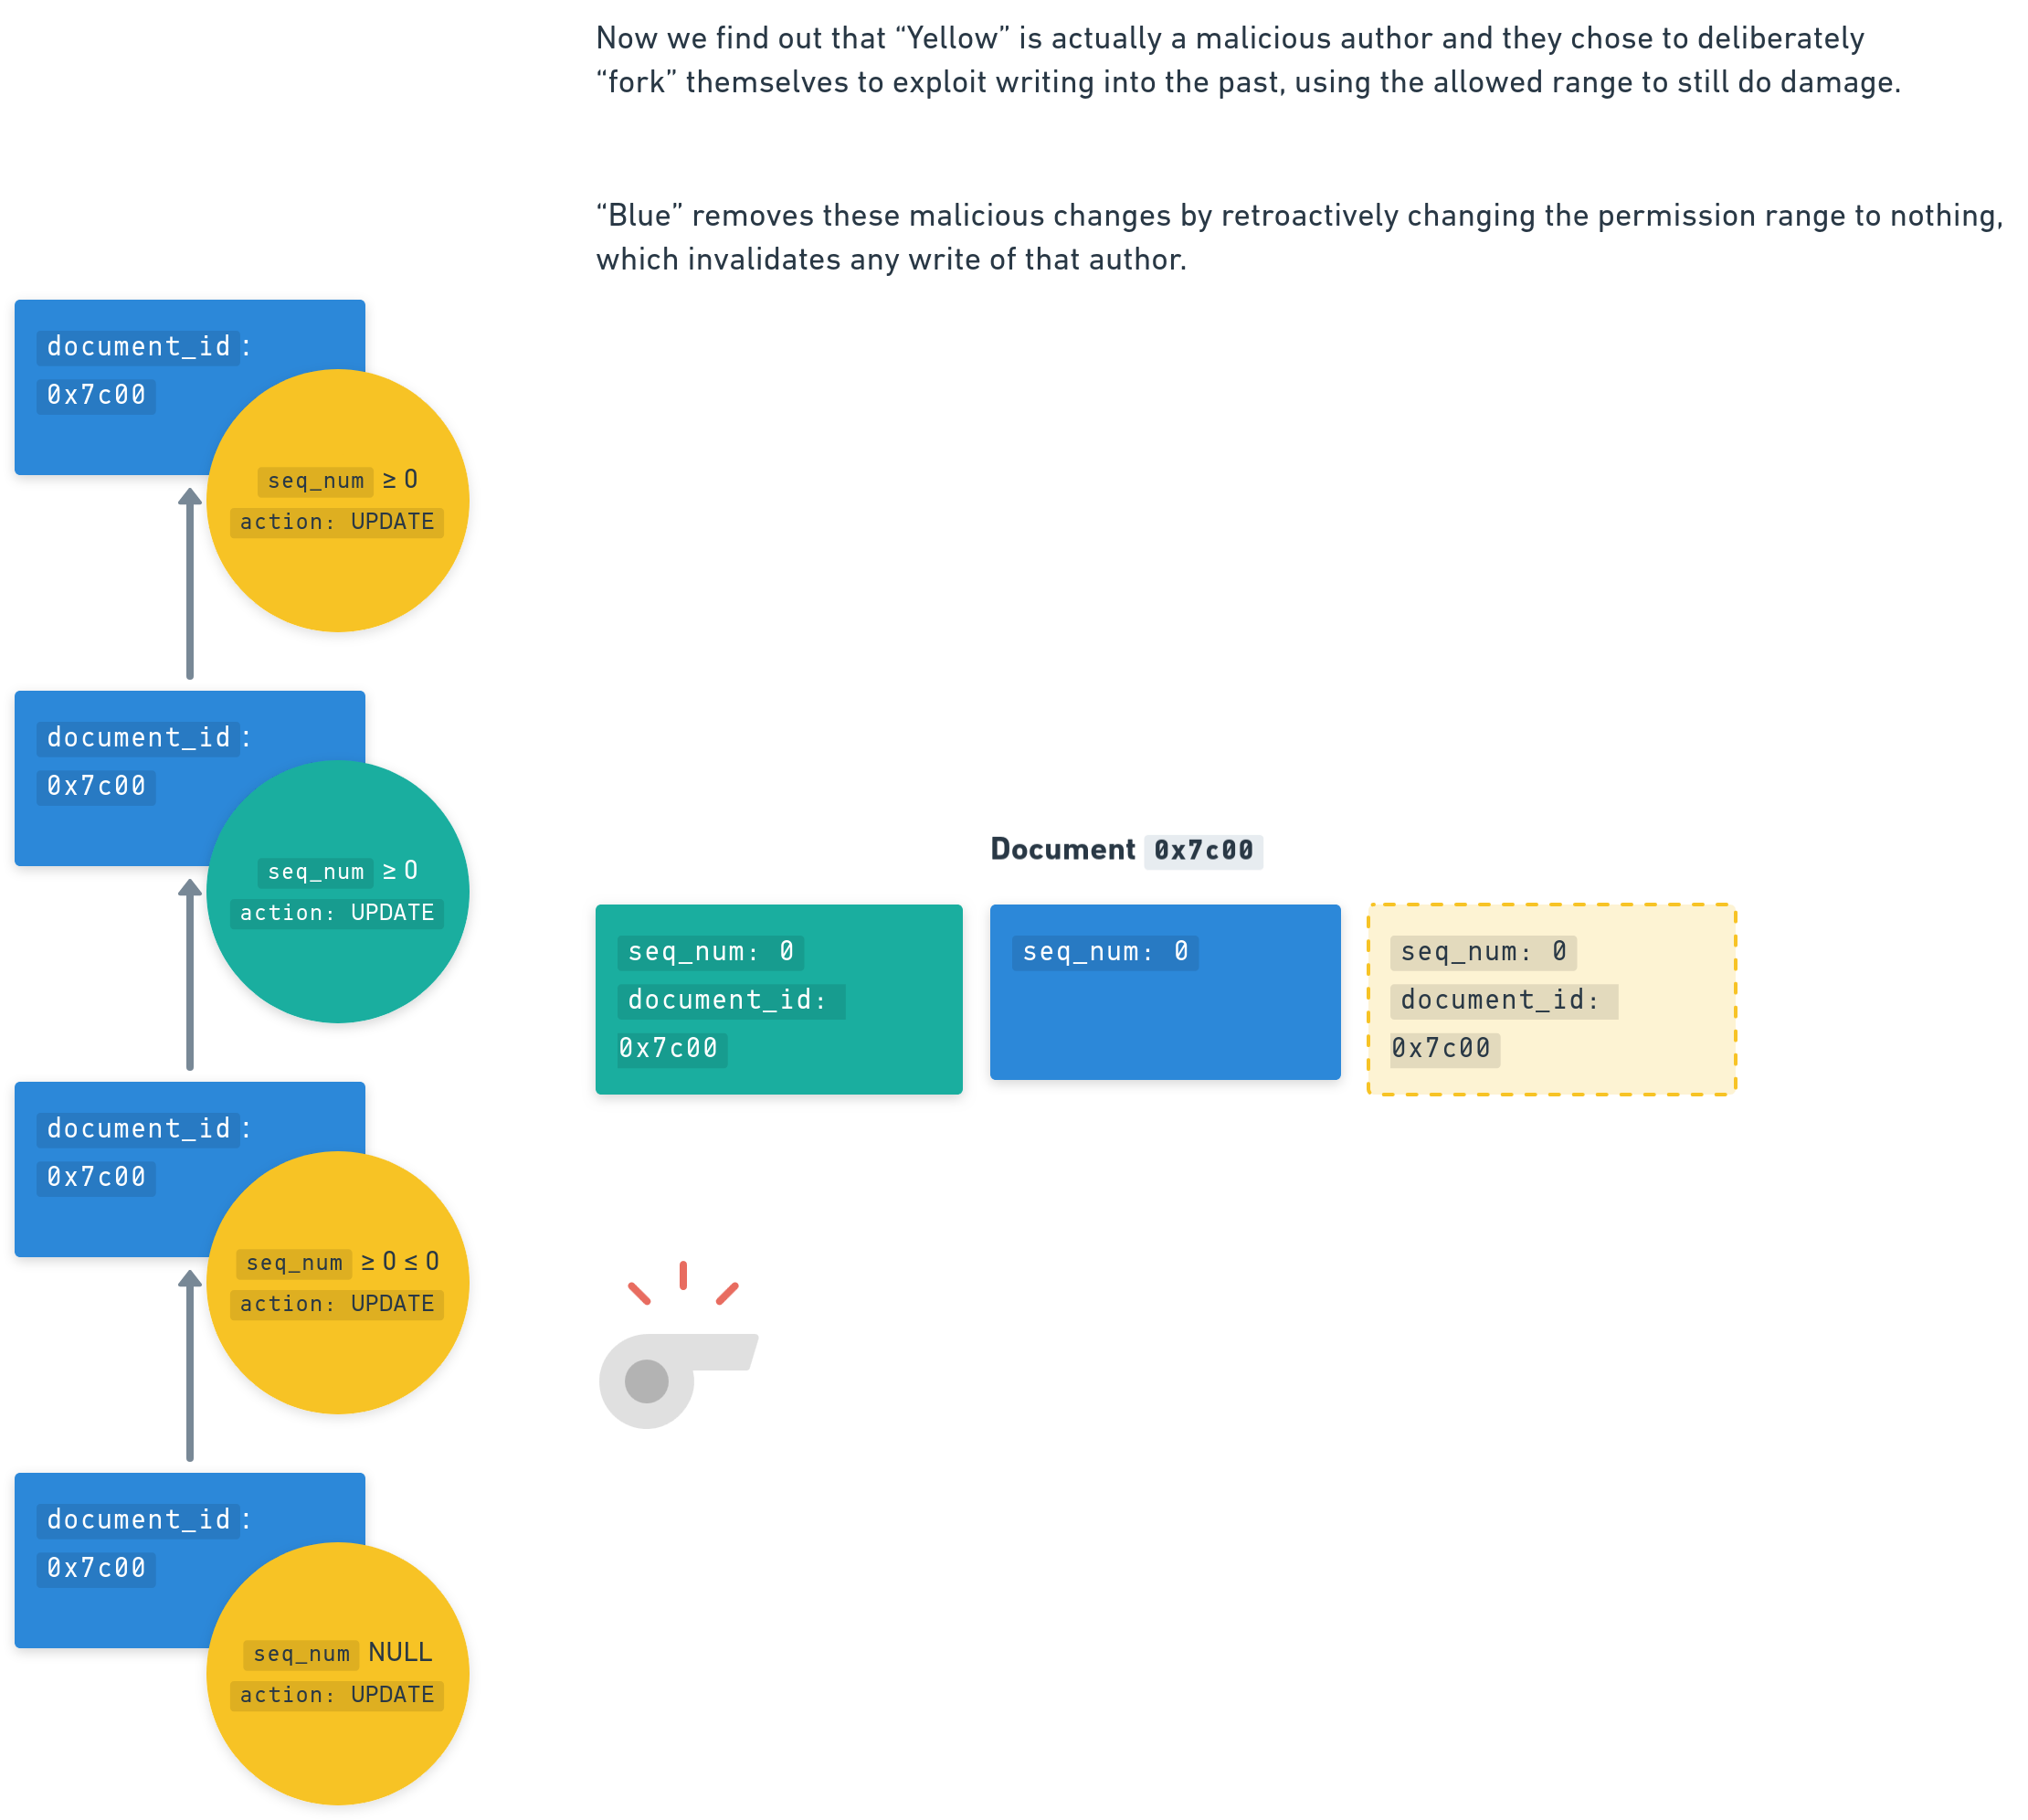 Now we find out that “Yellow” is actually a malicious author and they chose to deliberately
“fork” themselves to exploit writing into the past, using the allowed range to still do damage.
“Blue” removes these malicious changes by retroactively changing the permission range to nothing,
which invalidates any write of that author.
document_id:
0x7c00
seq_num ≥ 0
action: UPDATE
document_id:
0x7c00
seq_num ≥ 0
action: UPDATE
Document 0x7c00
seq_num: 0
document_id:
0x7c00
seq_num: 0
seq_num: 0
document_id:
0x7c00
document_id:
0x7c00
seq_num ≥ 0 ≤ 0
action: UPDATE
document_id:
0x7c00
seq_num NULL
action: UPDATE